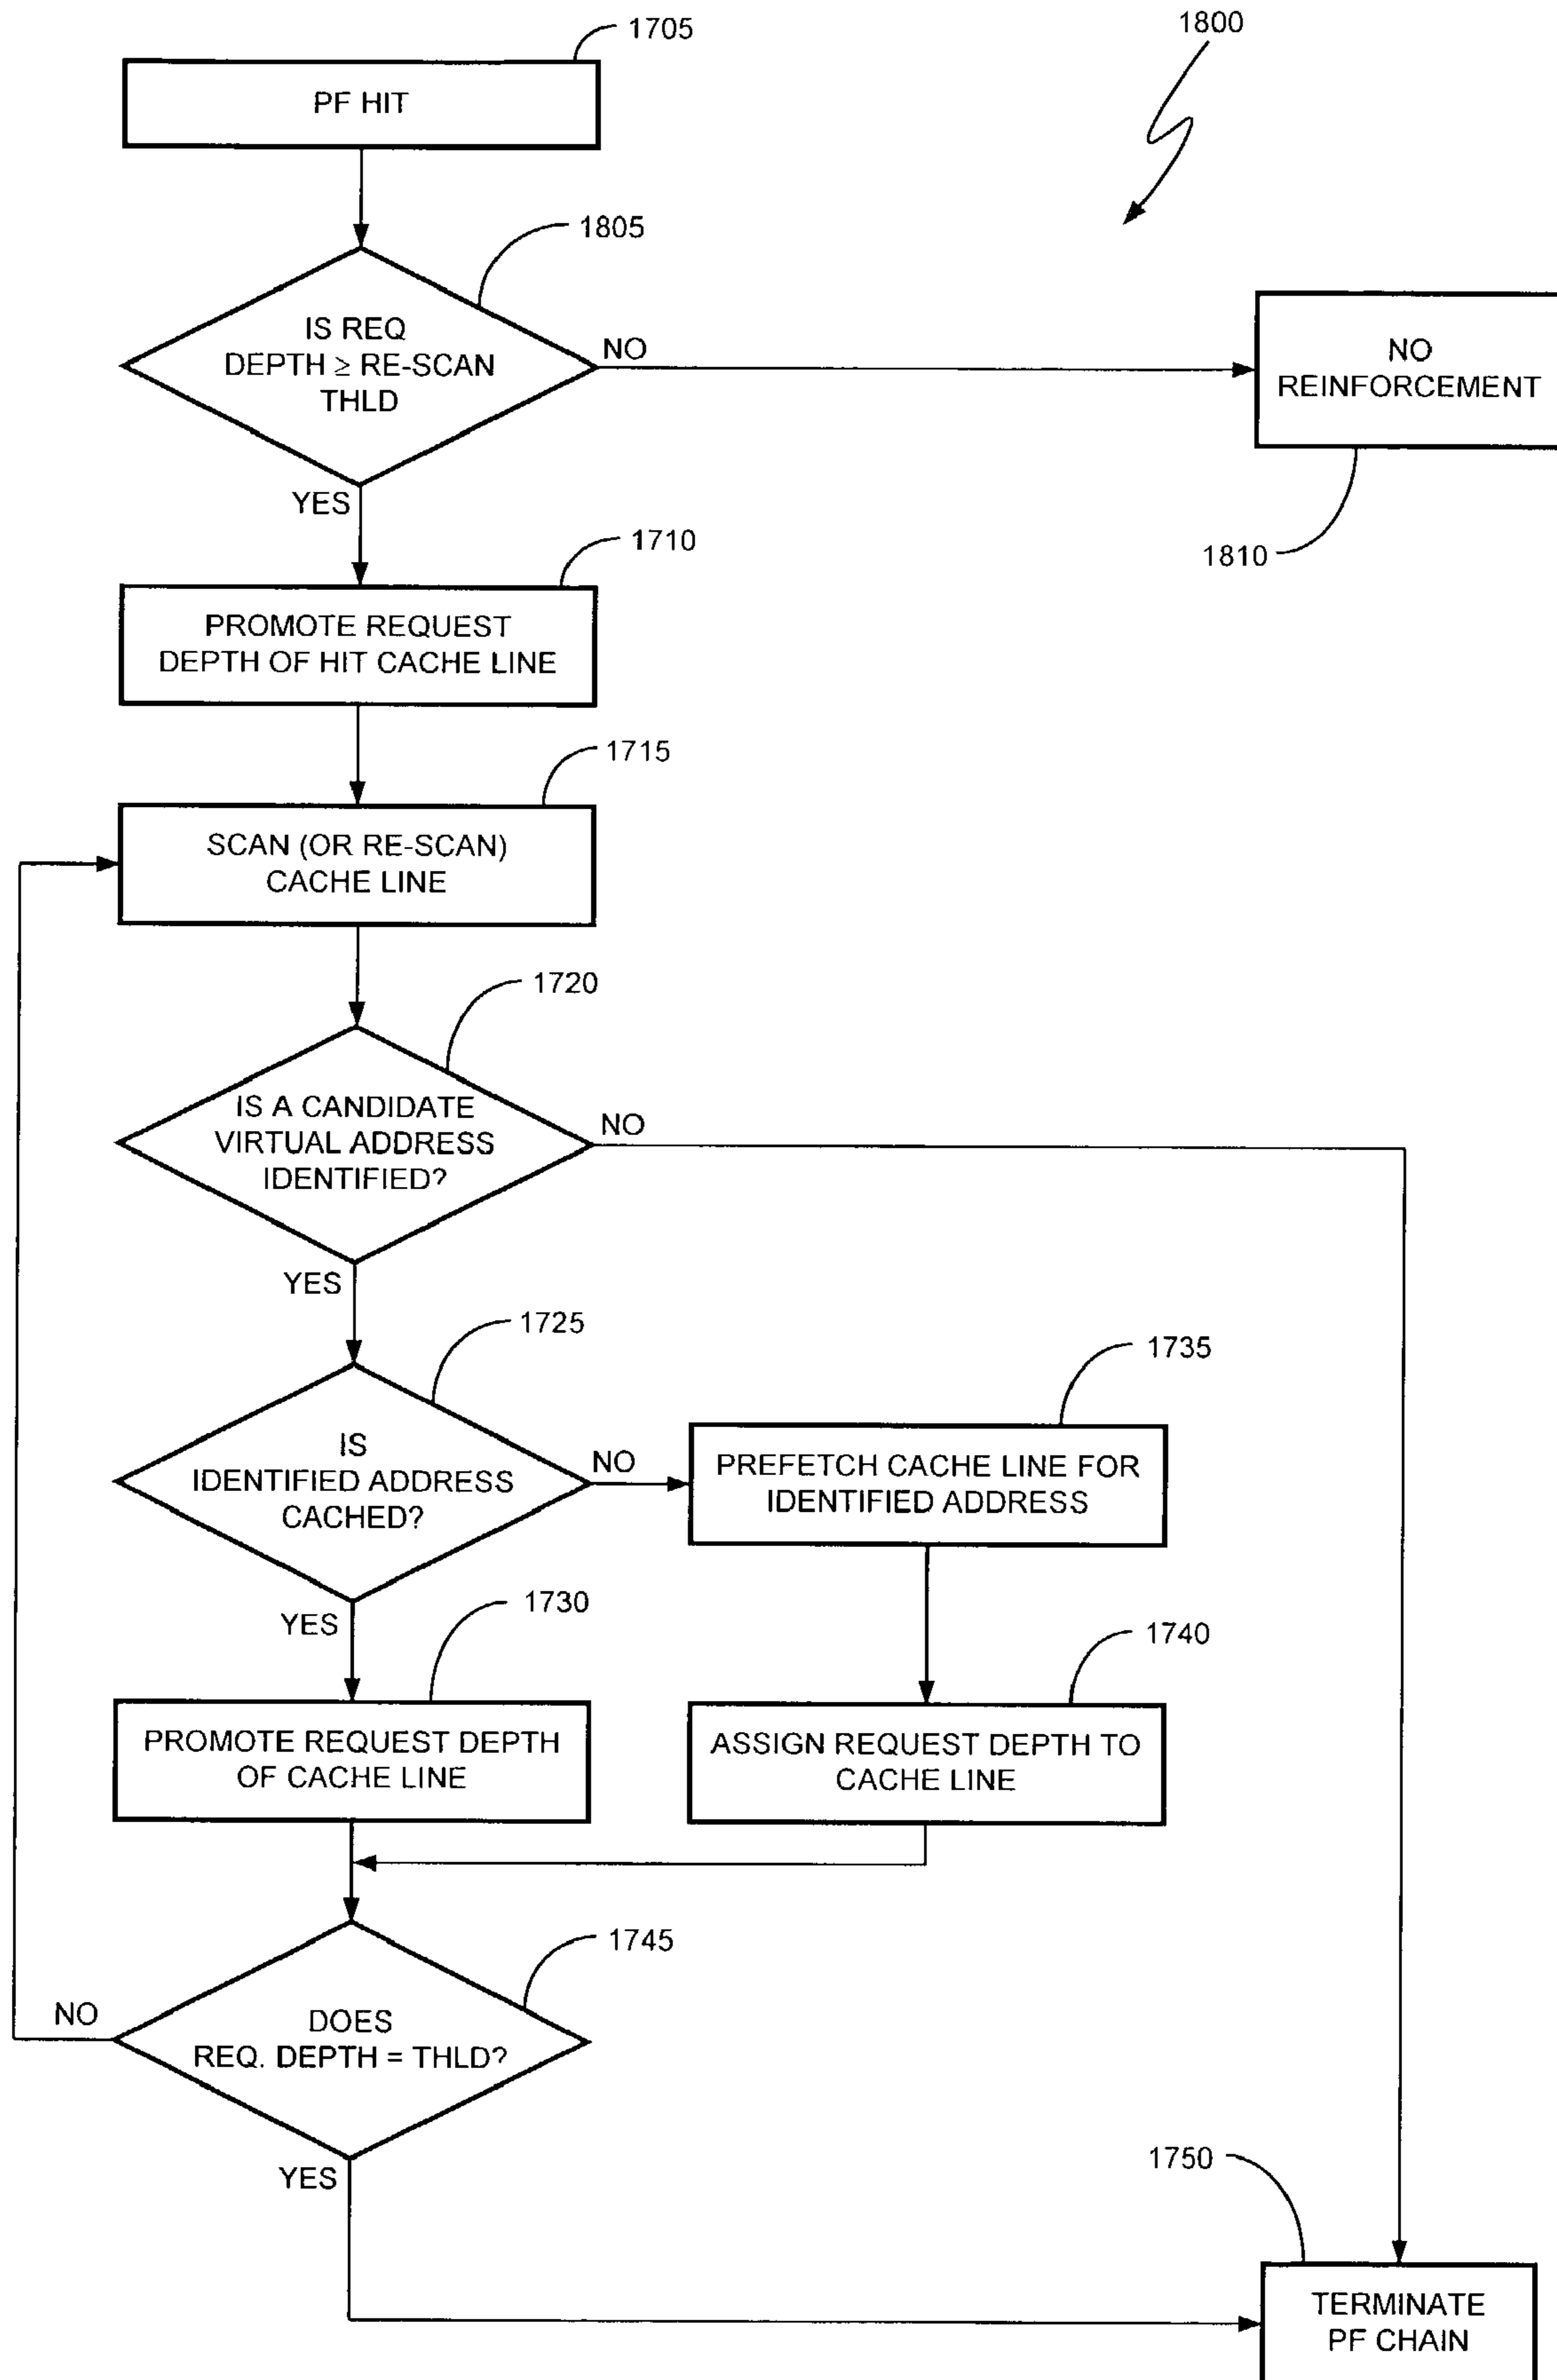 1705
1800
PF HIT
1805
IS REQ
DEPTH ≥ RE-SCAN
THLD
NO
NO
REINFORCEMENT
YES
1710
1810
PROMOTE REQUEST
DEPTH OF HIT CACHE LINE
1715
SCAN (OR RE-SCAN)
CACHE LINE
1720
IS A CANDIDATE
VIRTUAL ADDRESS
IDENTIFIED?
NO
YES
1725
1735
IS
IDENTIFIED ADDRESS
CACHED?
NO
PREFETCH CACHE LINE FOR
IDENTIFIED ADDRESS
YES
1730
1740
PROMOTE REQUEST DEPTH
OF CACHE LINE
ASSIGN REQUEST DEPTH TO
CACHE LINE
1745
NO
DOES
REQ. DEPTH = THLD?
YES
1750
TERMINATE
PF CHAIN